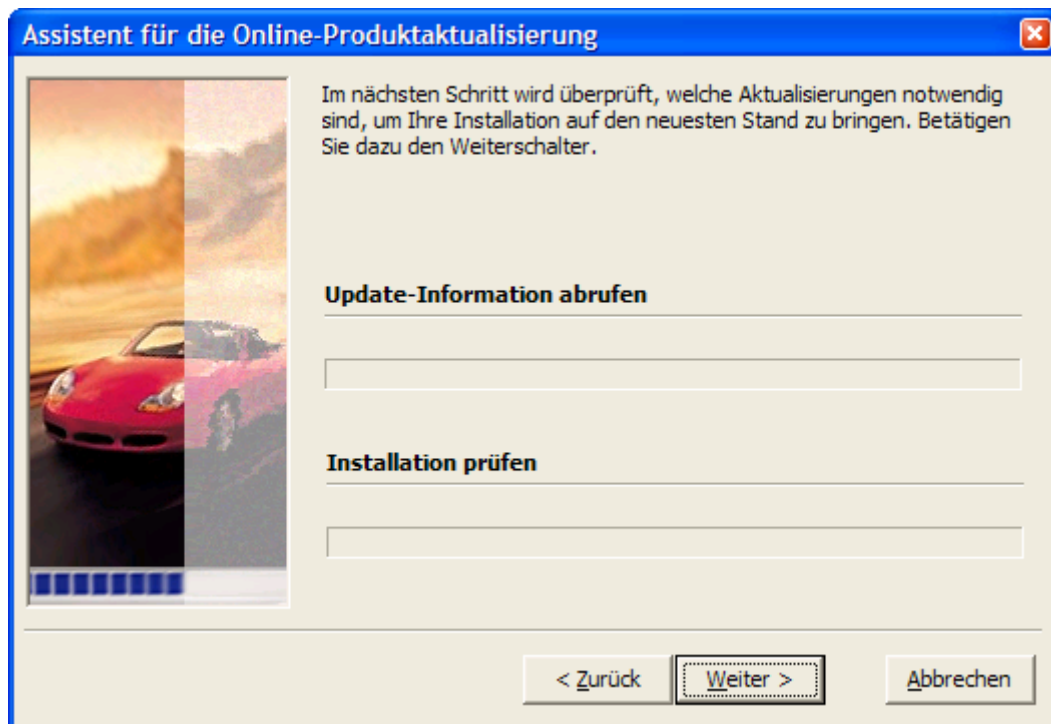 Assistent für die Online-Produktaktualisierung
Im nächsten Schritt wird überprüft, welche Aktualisierungen notwendig
sind, um Ihre Installation auf den neuesten Stand zu bringen. Betätigen
Sie dazu den Weiterschalter.
Update-Information abrufen
Installation prüfen
< Zurück
Weiter >
Abbrechen